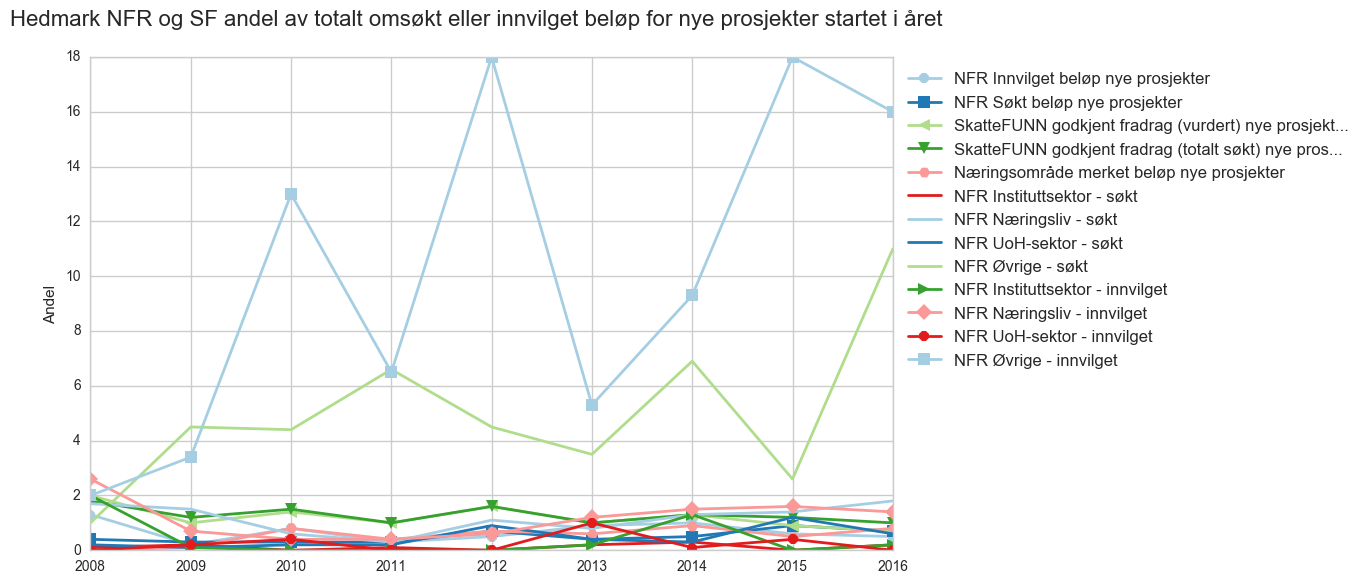 Hedmark NFR og SF andel av totalt omsøkt eller innvilget beløp for nye prosjekter startet i året
18
16
14
12
10
8
6
4
2
0
Andel
2008 2009 2010 2011 2012 2013 2014 2015 2016
NFR Innvilget beløp nye prosjekter
NFR Søkt beløp nye prosjekter
SkatteFUNN godkjent fradrag (vurdert) nye prosjekt...
SkatteFUNN godkjent fradrag (totalt søkt) nye pros...
Næringsområde merket beløp nye prosjekter
NFR Instituttsektor - søkt
NFR Næringsliv - søkt
NFR UoH-sektor - søkt
NFR Øvrige - søkt
NFR Instituttsektor - innvilget
NFR Næringsliv - innvilget
NFR UoH-sektor - innvilget
NFR Øvrige - innvilget